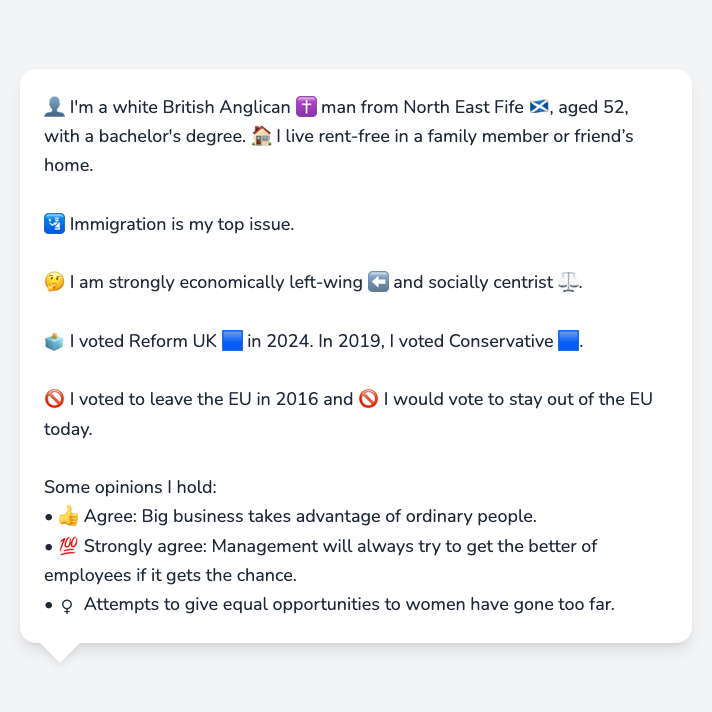 👤 I'm a white British Anglican ✝️ man from North East Fife 🏴󠁧󠁢󠁳󠁣󠁴󠁿, aged 52,
with a bachelor's degree. 🏠 I live rent-free in a family member or friend’s
home.
🛂 Immigration is my top issue.
🤔 I am strongly economically left-wing ⬅️ and socially centrist ⚖️.
🗳️ I voted Reform UK 🟦 in 2024. In 2019, I voted Conservative 🟦.
🚫 I voted to leave the EU in 2016 and 🚫 I would vote to stay out of the EU
today.
Some opinions I hold:
• 👍 Agree: Big business takes advantage of ordinary people.
• 💯 Strongly agree: Management will always try to get the better of
employees if it gets the chance.
• ♀ Attempts to give equal opportunities to women have gone too far.